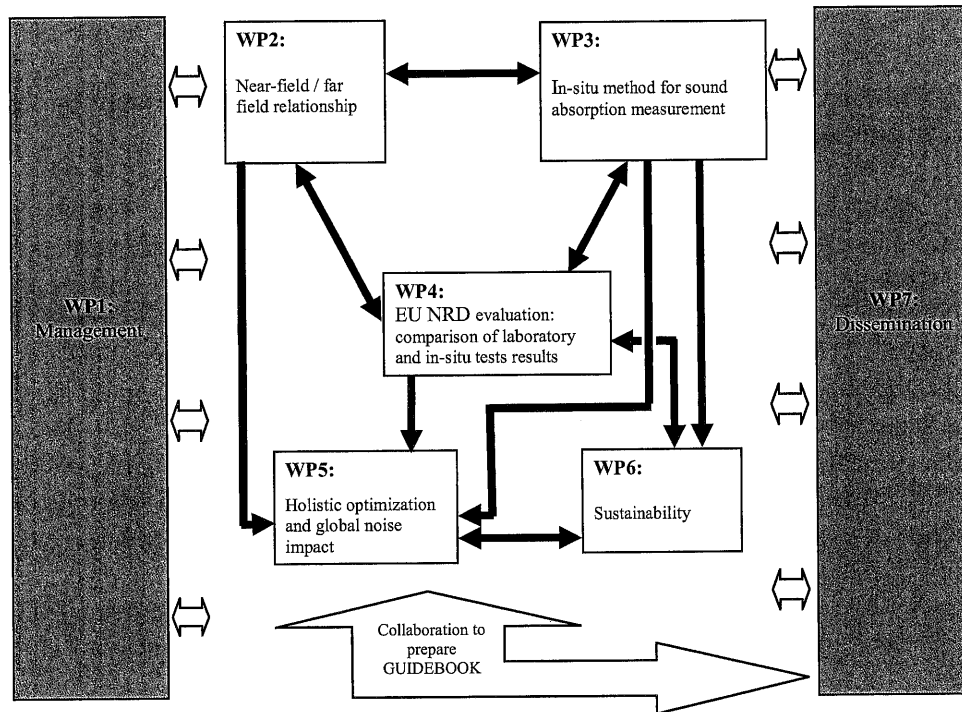 WP1:
Management
WP2:
Near-field / far
field relationship
WP3:
In-situ method for sound
absorption measurement
WP4:
EU NRD evaluation:
comparison of laboratory
and in-situ tests results
WP5:
Holistic optimization
and global noise
impact
WP6:
Sustainability
WP7:
Dissemination
Collaboration to
prepare
GUIDEBOOK